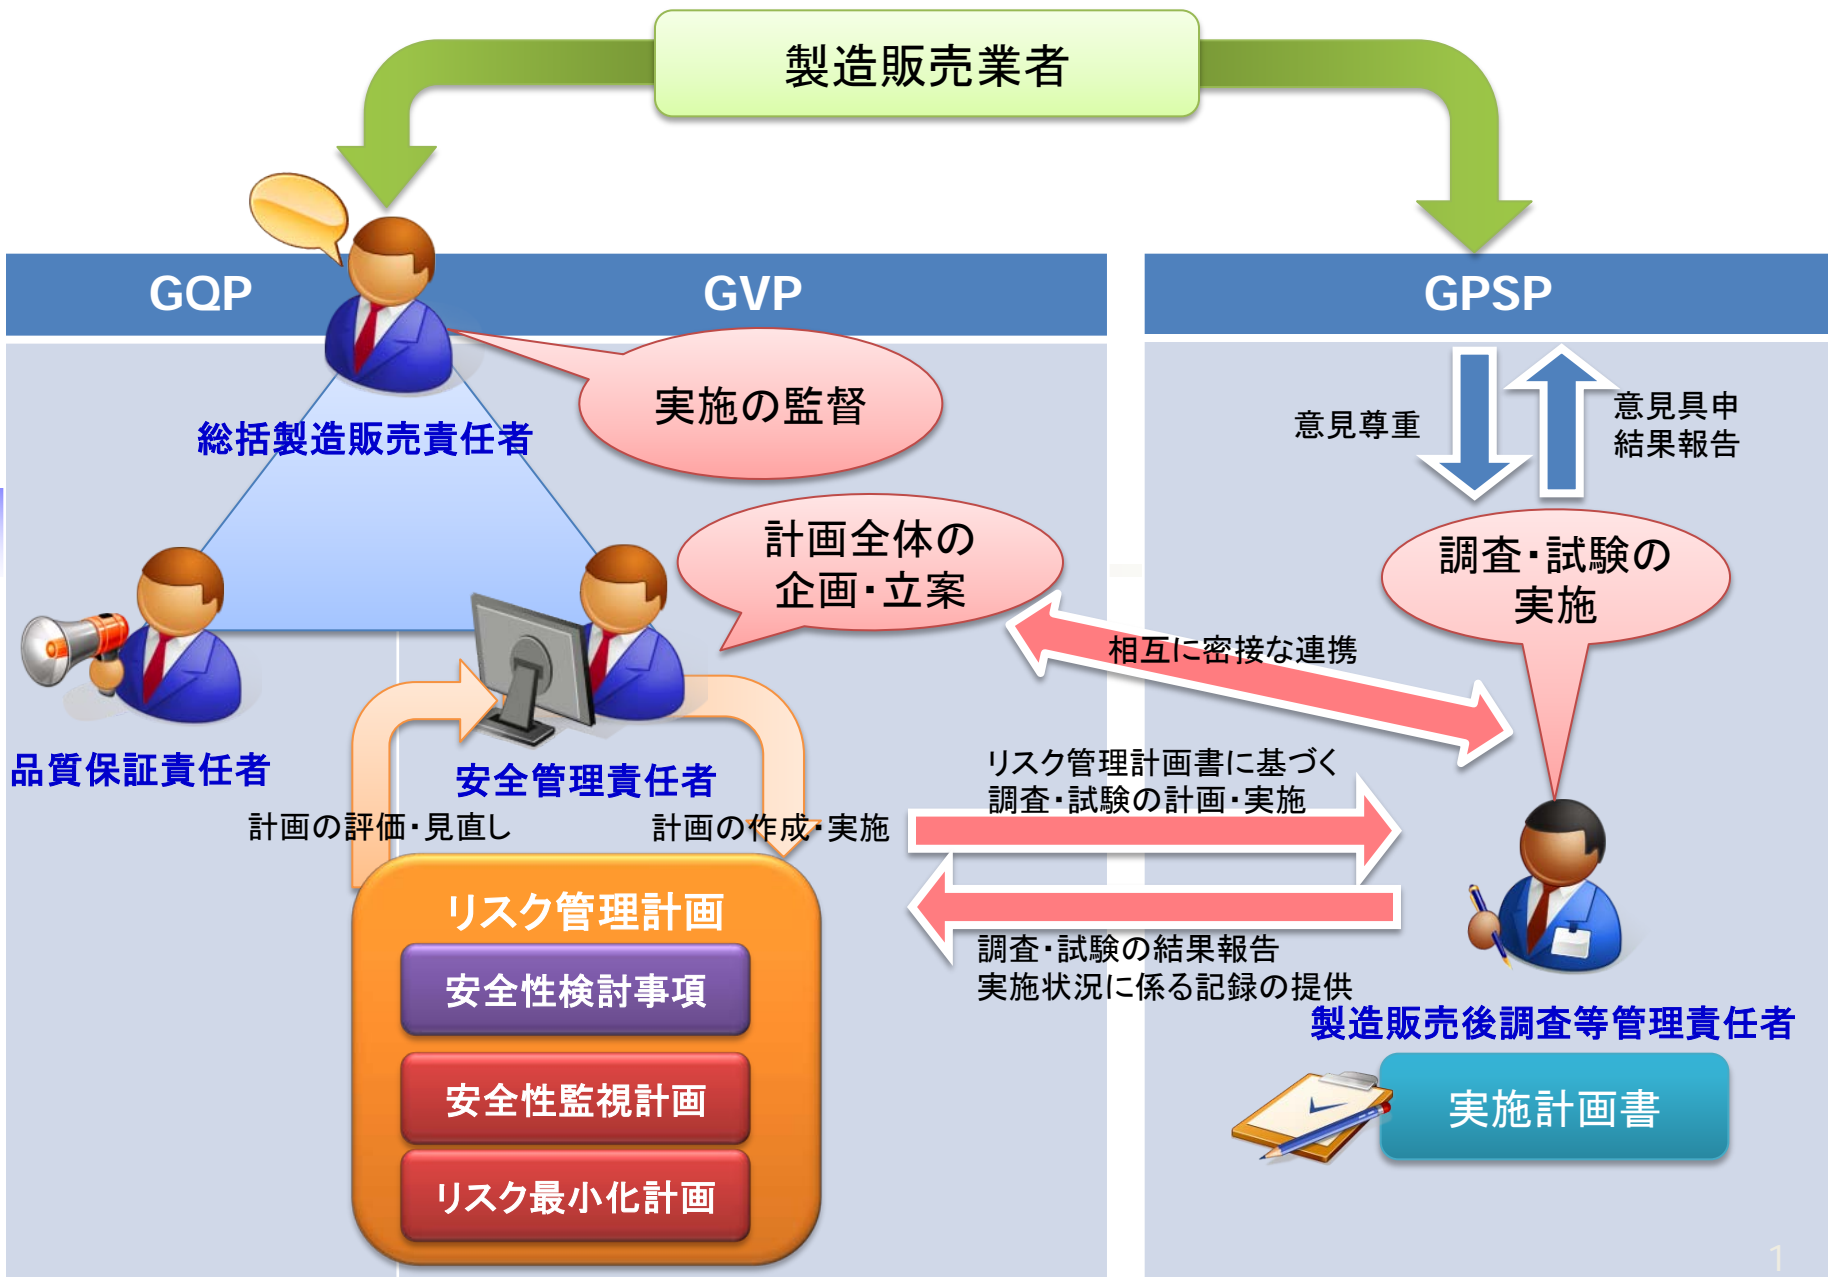 製造販売業者
GQP
GVP
GPSP
実施の監督
総括製造販売責任者
意見尊重
意見具申
結果報告
計画全体の
企画・立案
調査・試験の
実施
相互に密接な連携
品質保証責任者
安全管理責任者
リスク管理計画書に基づく
調査・試験の計画・実施
計画の評価・見直し
計画の作成・実施
リスク管理計画
安全性検討事項
安全性監視計画
リスク最小化計画
調査・試験の結果報告
実施状況に係る記録の提供
製造販売後調査等管理責任者
実施計画書
1